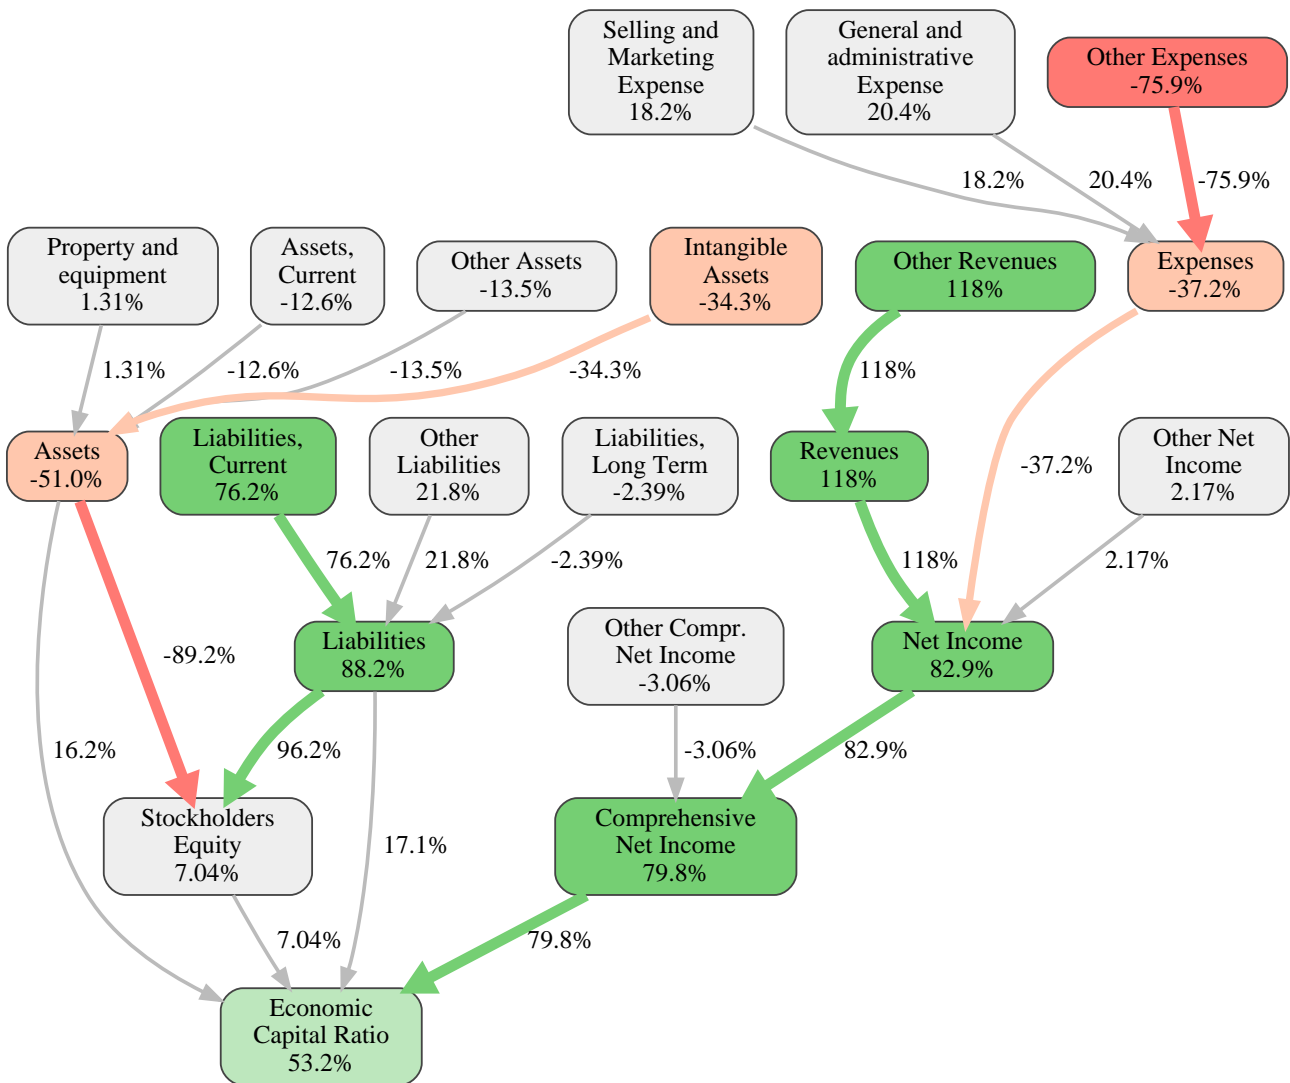 Selling and
Marketing
Expense
18.2%
General and
administrative
Expense
20.4%
Other Expenses
-75.9%
18.2%
20.4%
-75.9%
Property and
equipment
1.31%
Assets,
Current
-12.6%
Other Assets
-13.5%
Intangible
Assets
-34.3%
Other Revenues
118%
Expenses
-37.2%
1.31%
-12.6%
-13.5%
-34.3%
118%
Assets
-51.0%
Liabilities,
Current
76.2%
Other
Liabilities
21.8%
Liabilities,
Long Term
-2.39%
Revenues
118%
-37.2%
Other Net
Income
2.17%
76.2%
21.8%
-2.39%
118%
2.17%
-89.2%
Liabilities
88.2%
Other Compr.
Net Income
-3.06%
Net Income
82.9%
16.2%
96.2%
-3.06%
82.9%
Stockholders
Equity
7.04%
17.1%
Comprehensive
Net Income
79.8%
7.04%
79.8%
Economic
Capital Ratio
53.2%